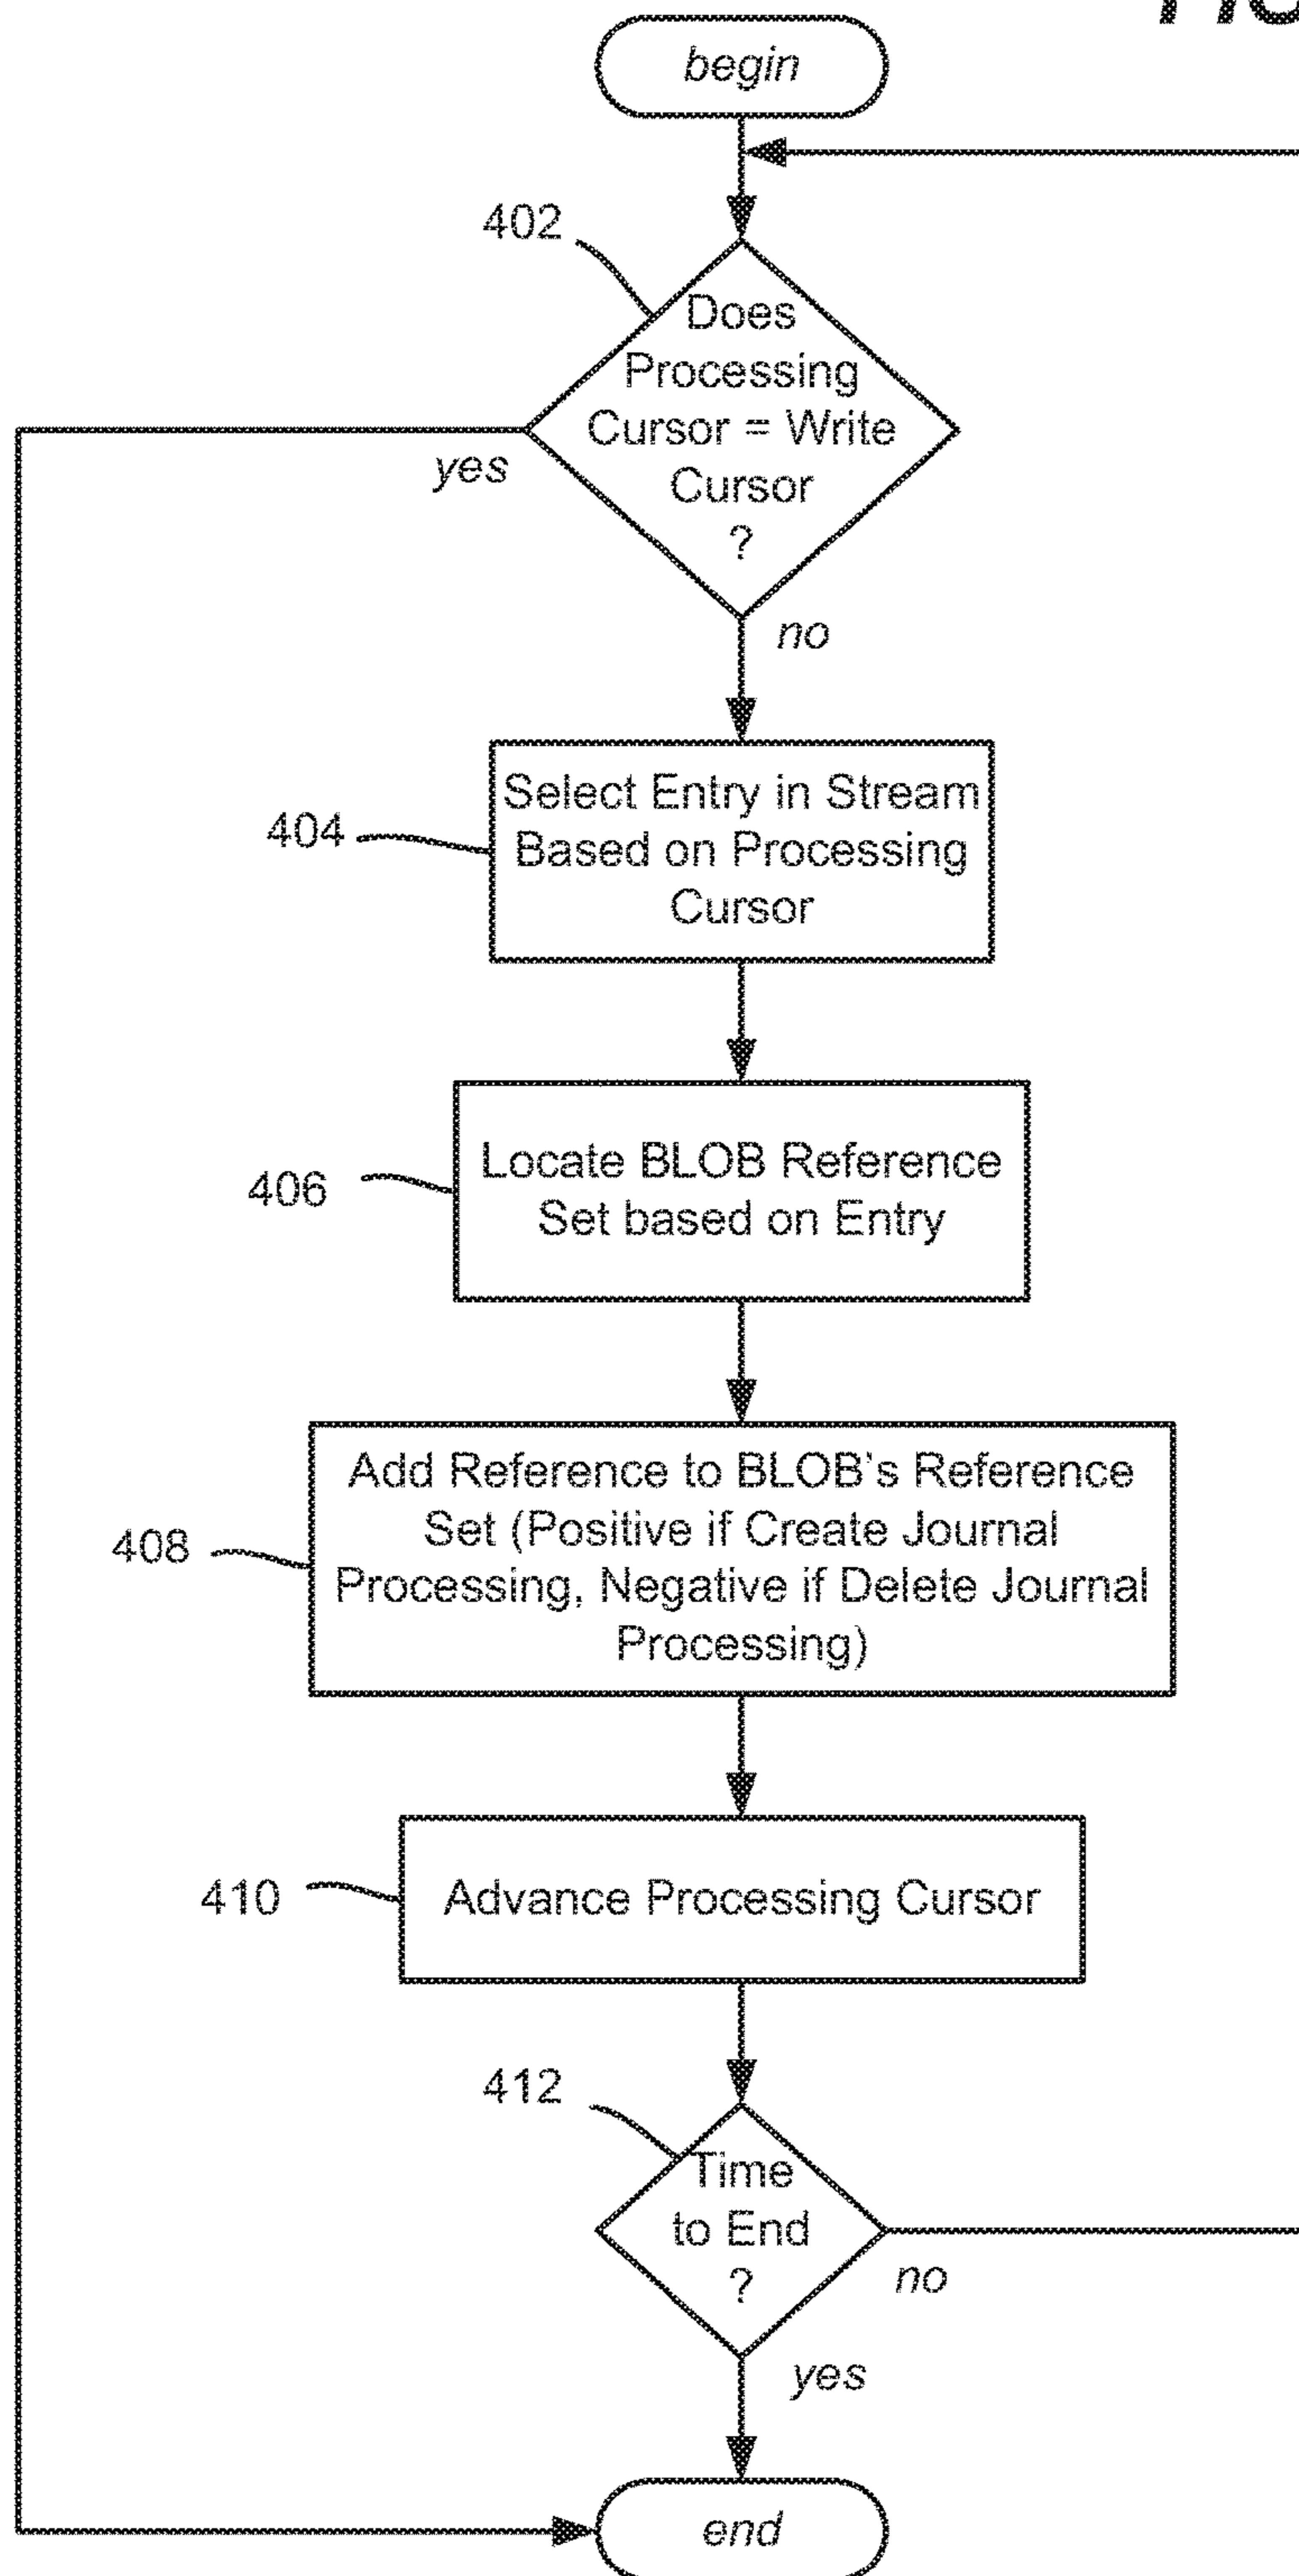 begin
402
Does
Processing
Cursor = Write
Cursor
?
yes
no
404
Select Entry in Stream
Based on Processing
Cursor
406
Locate BLOB Reference
Set based on Entry
408
Add Reference to BLOB's Reference
Set (Positive if Create Journal
Processing, Negative if Delete Journal
Processing)
410
Advance Processing Cursor
412
Time
to End
?
no
yes
end